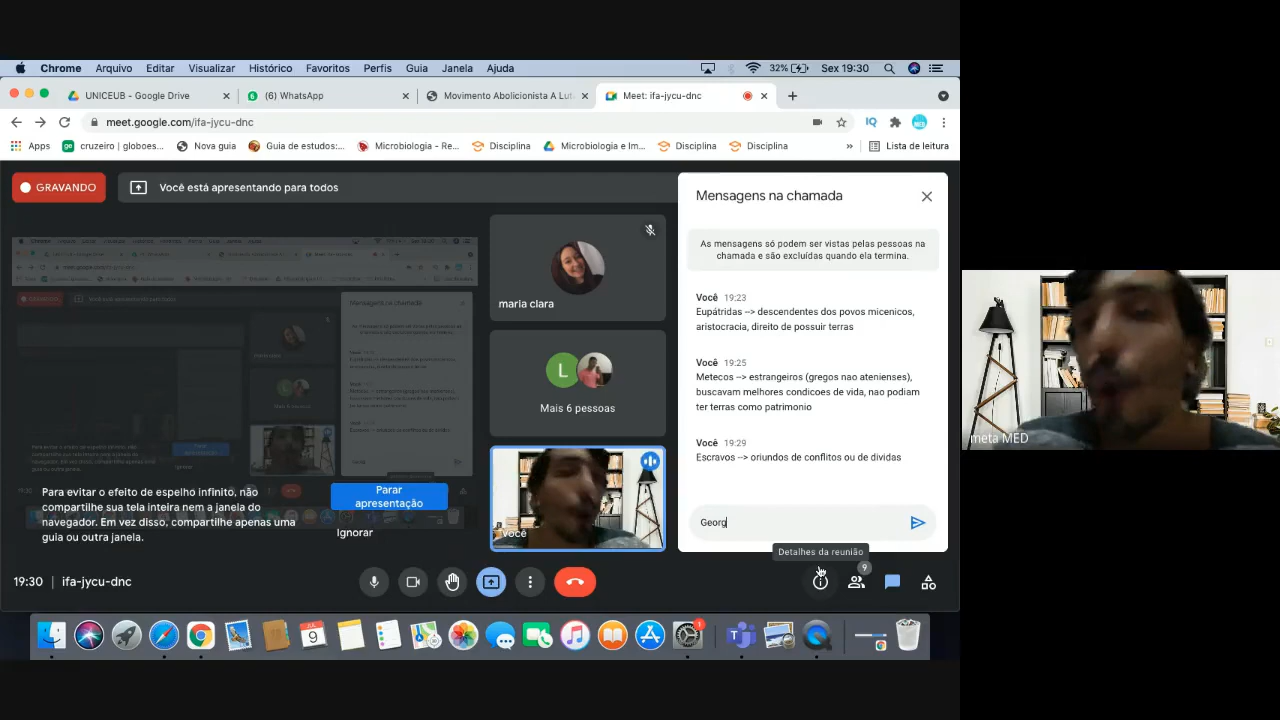 Chrome Arquivo Editar Visualizar Histórico Favoritos Perfis Guia Janela Ajuda 32% Sex 19:30
UNICEUB - Google Drive
(6) WhatsApp
Movimento Abolicionista A Lut
Meet: ifa-jycu-dnc
meet.google.com/ifa-jycu-dnc
IQ
Apps
cruzeiro | globoes...
Nova guia
Guia de estudos:...
Microbiologia - Re...
Disciplina
Microbiologia e Im...
Disciplina
Disciplina
»
Lista de leitura
GRAVANDO
Você está apresentando para todos
Mensagens na chamada
As mensagens só podem ser vistas pelas pessoas na
chamada e são excluídas quando ela termina.
maria clara
Você 19:23
Eupátridas --> descendentes dos povos micenicos,
aristocracia, direito de possuir terras
L
Mais 6 pessoas
Você 19:25
Metecos --> estrangeiros (gregos nao atenienses),
buscavam melhores condicoes de vida, nao podiam
ter terras como patrimonio
Você 19:29
Escravos --> oriundos de conflitos ou de dividas
meta MED
Para evitar o efeito de espelho infinito, não
compartilhe sua tela inteira nem a janela do
navegador. Em vez disso, compartilhe apenas uma
guia ou outra janela.
Parar
apresentação
Ignorar
Você
Georg
Detalhes da reunião
19:30 ifa-jycu-dnc
9
JUL
9
1